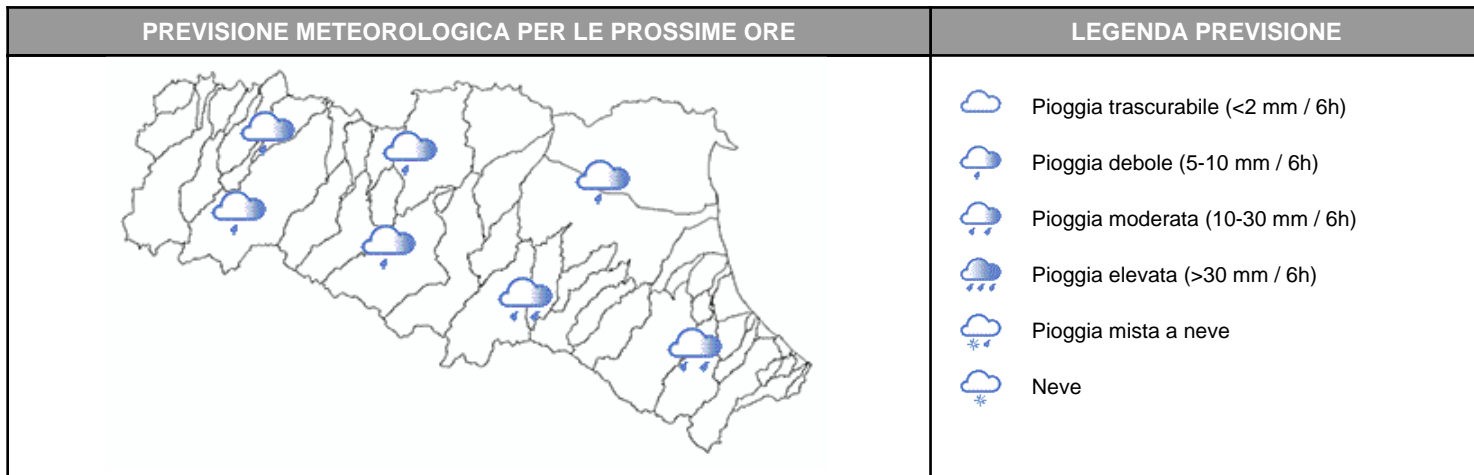 PREVISIONE METEOROLOGICA PER LE PROSSIME ORE
LEGENDA PREVISIONE
Pioggia trascurabile (<2 mm / 6h)
Pioggia debole (5-10 mm / 6h)
Pioggia moderata (10-30 mm / 6h)
Pioggia elevata (>30 mm / 6h)
Pioggia mista a neve
Neve